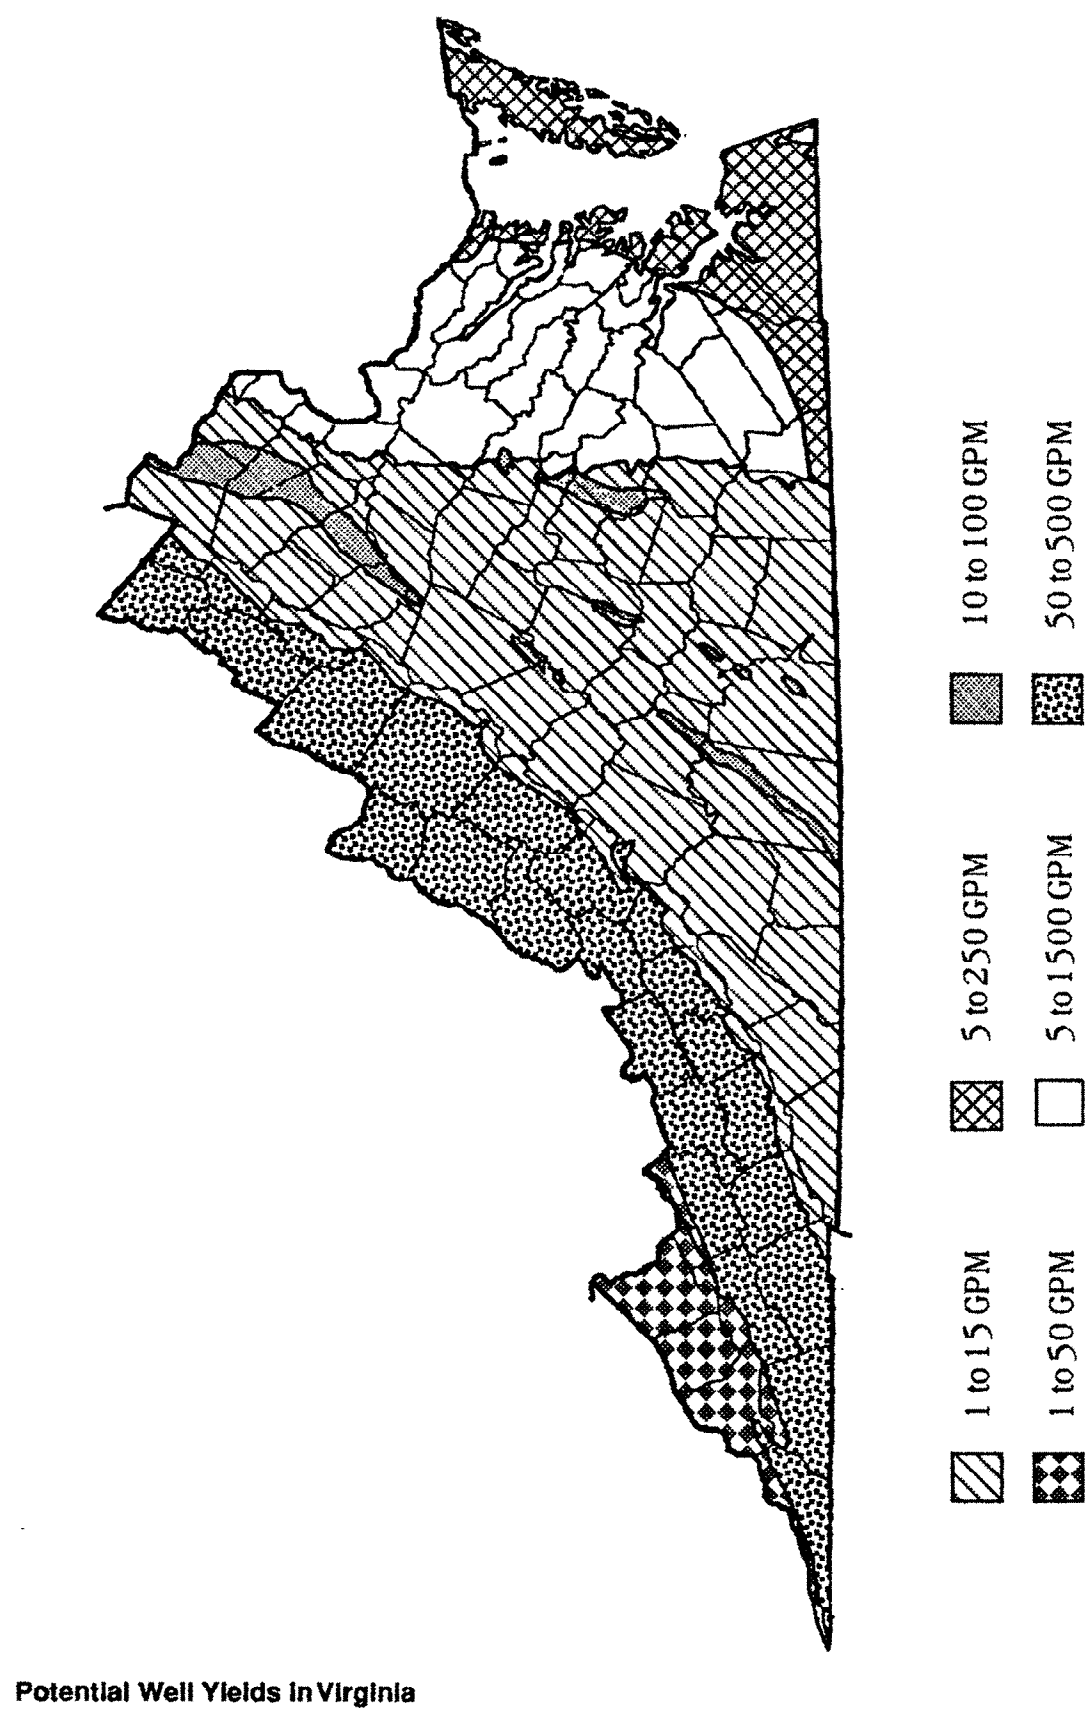 Potential Well Yields in Virginia
1 to 15 GPM
5 to 250 GPM
10 to 100 GPM
1 to 50 GPM
5 to 1500 GPM
50 to 500 GPM